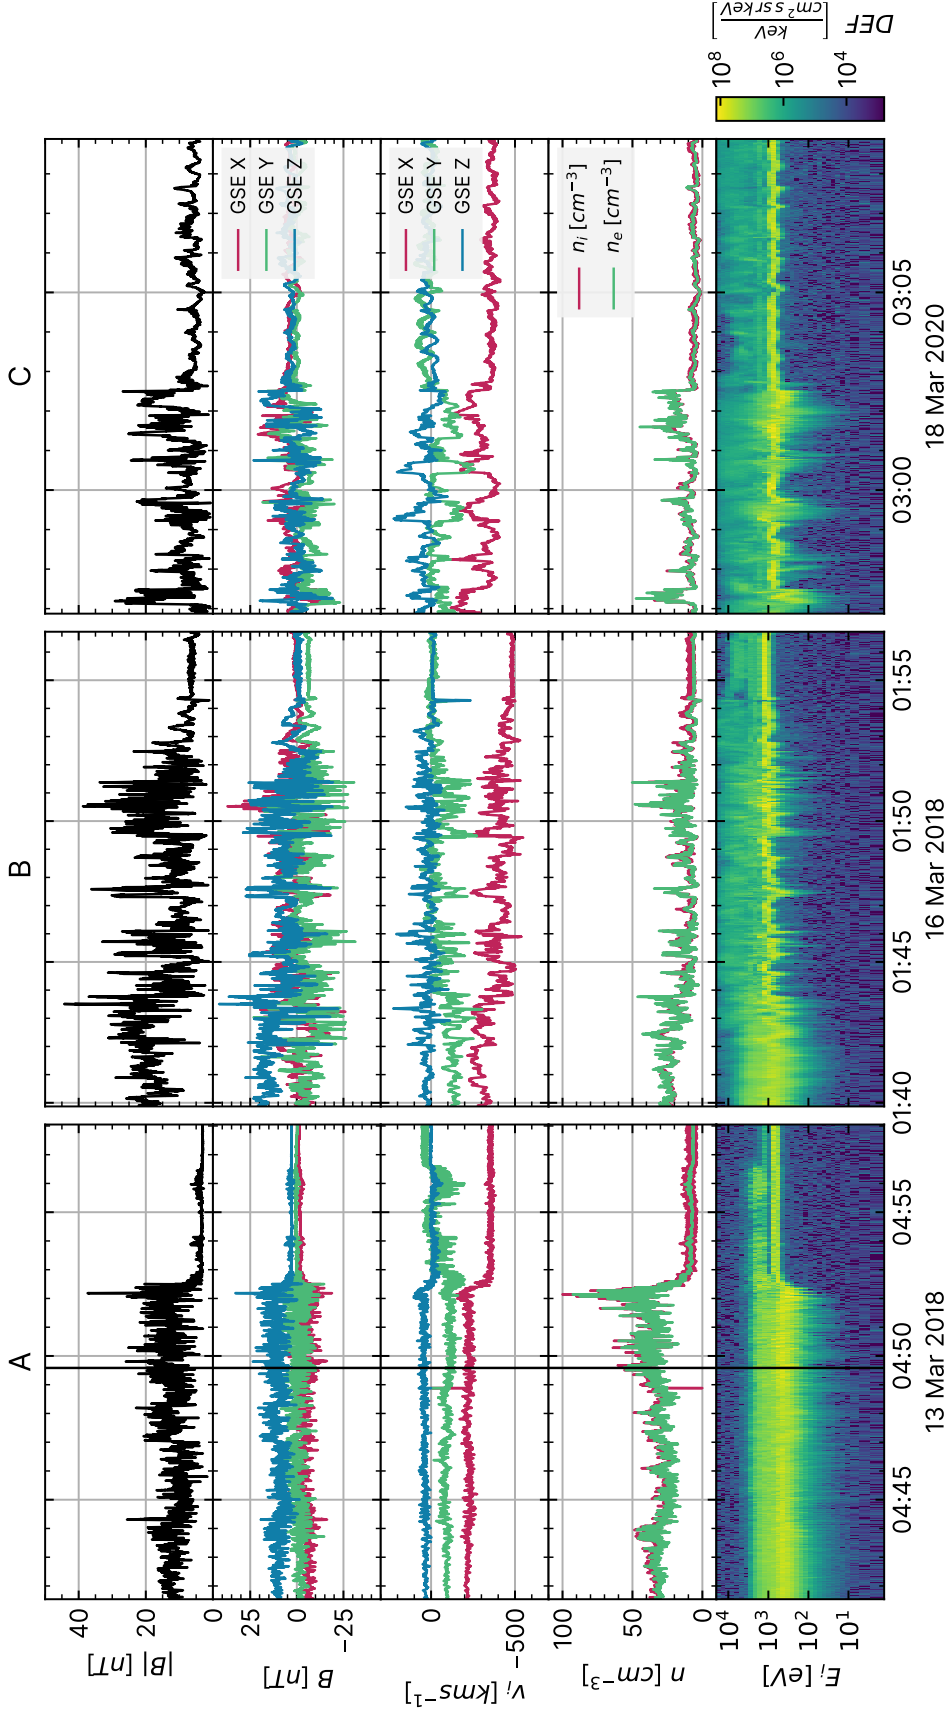 A
B
C
|B| [nT]
40
20
0
B [nT]
25
0
−25
GSE X
GSE Y
GSE Z
v_i [kms^{−1}]
0
−500
GSE X
GSE Y
GSE Z
n [cm^{−3}]
100
50
0
n_i [cm^{−3}]
n_e [cm^{−3}]
E_i [eV]
10^4
10^3
10^2
10^1
04:45
04:50
04:55
13 Mar 2018
01:40
01:45
01:50
01:55
16 Mar 2018
03:00
03:05
18 Mar 2020
10^8
10^6
10^4
DEF
[keV / cm^2 s sr keV]